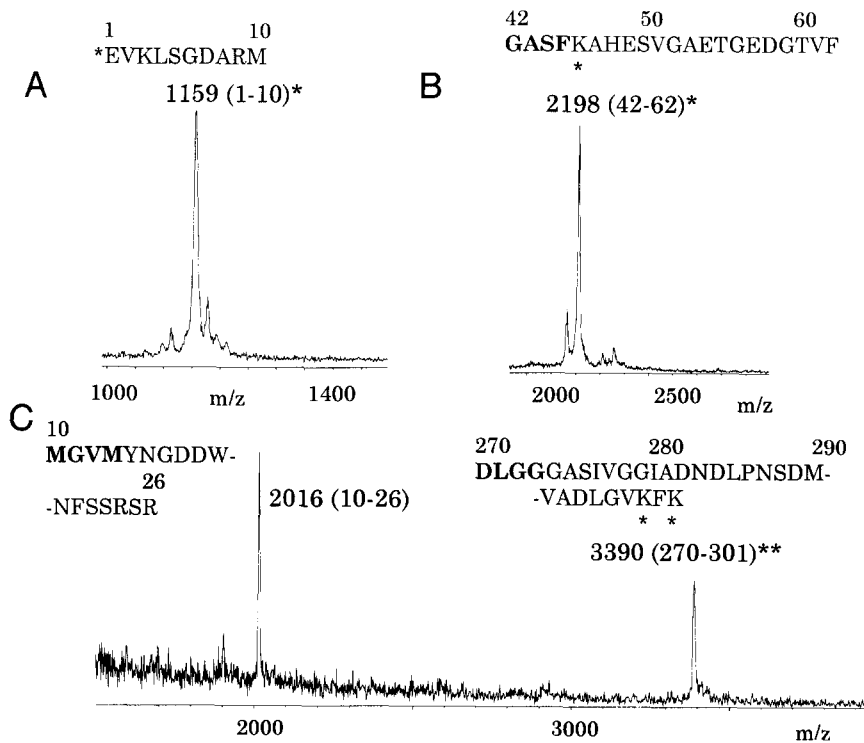 1 10
*EVKLSGDARM
A
1159 (1-10)*
1000 m/z 1400
42 50 60
GASFKAHESVGAETGEDGTVF
*
B
2198 (42-62)*
2000 2500 m/z
C
10
MGVMYNGDDW-
26
-NFSSRSR
2016 (10-26)
270 280 290
DLGGGASIVGGIADNDLPNSDM-
-VADLGVKFK
* *
3390 (270-301)**
2000 3000 m/z